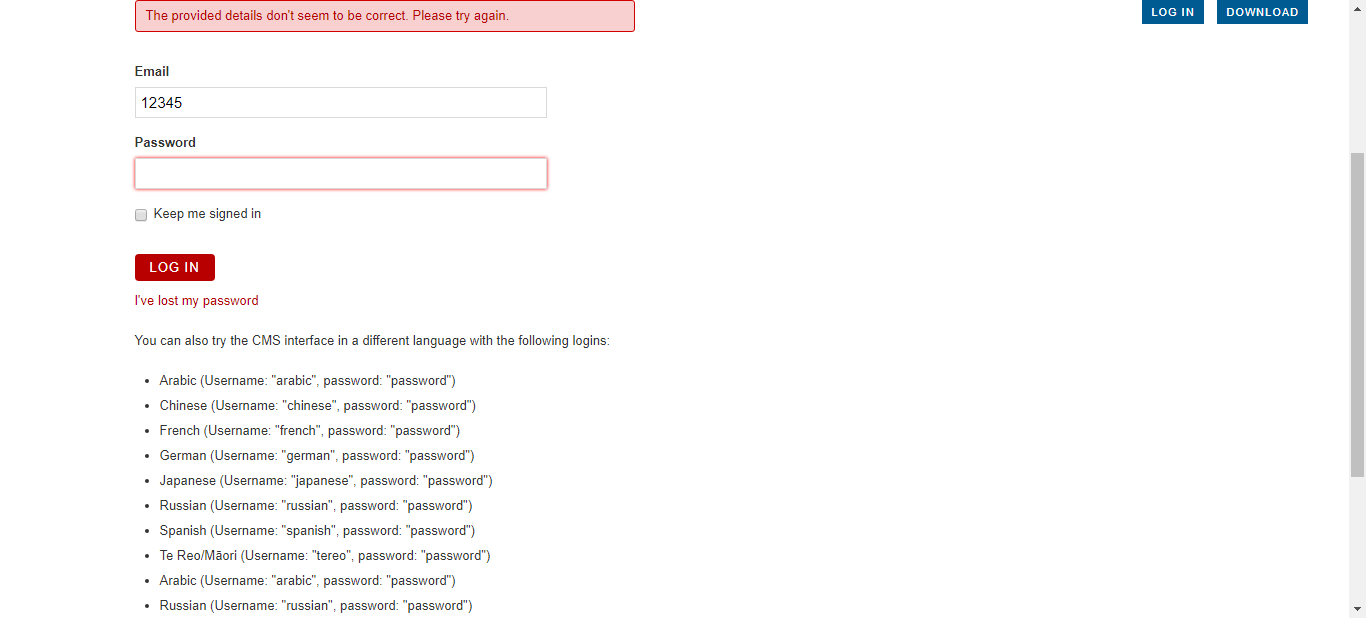 The provided details don't seem to be correct. Please try again.
LOG IN
DOWNLOAD
Email
12345
Password
Keep me signed in
LOG IN
I've lost my password
You can also try the CMS interface in a different language with the following logins:
Arabic (Username: "arabic", password: "password")
Chinese (Username: "chinese", password: "password")
French (Username: "french", password: "password")
German (Username: "german", password: "password")
Japanese (Username: "japanese", password: "password")
Russian (Username: "russian", password: "password")
Spanish (Username: "spanish", password: "password")
Te Reo/Māori (Username: "tereo", password: "password")
Arabic (Username: "arabic", password: "password")
Russian (Username: "russian", password: "password")